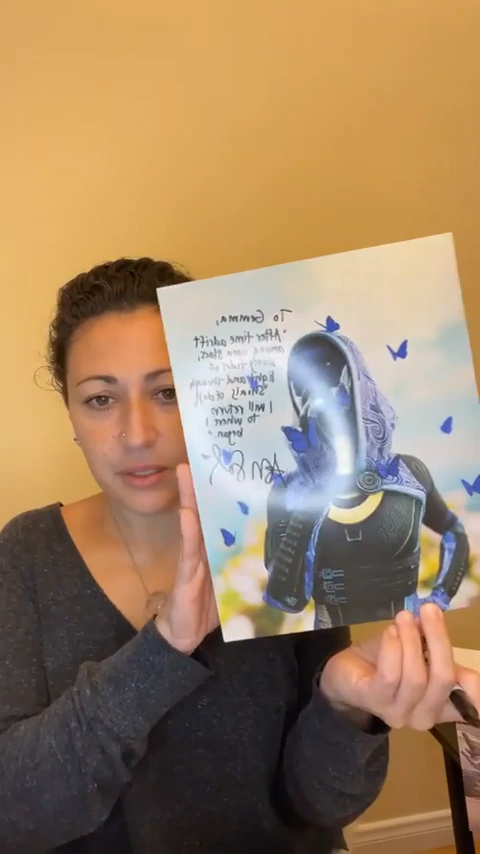 To Gemma,
"After time adrift
among open stars,
along tides of
light and through
shoals of dust,
I will return
to where I
began."